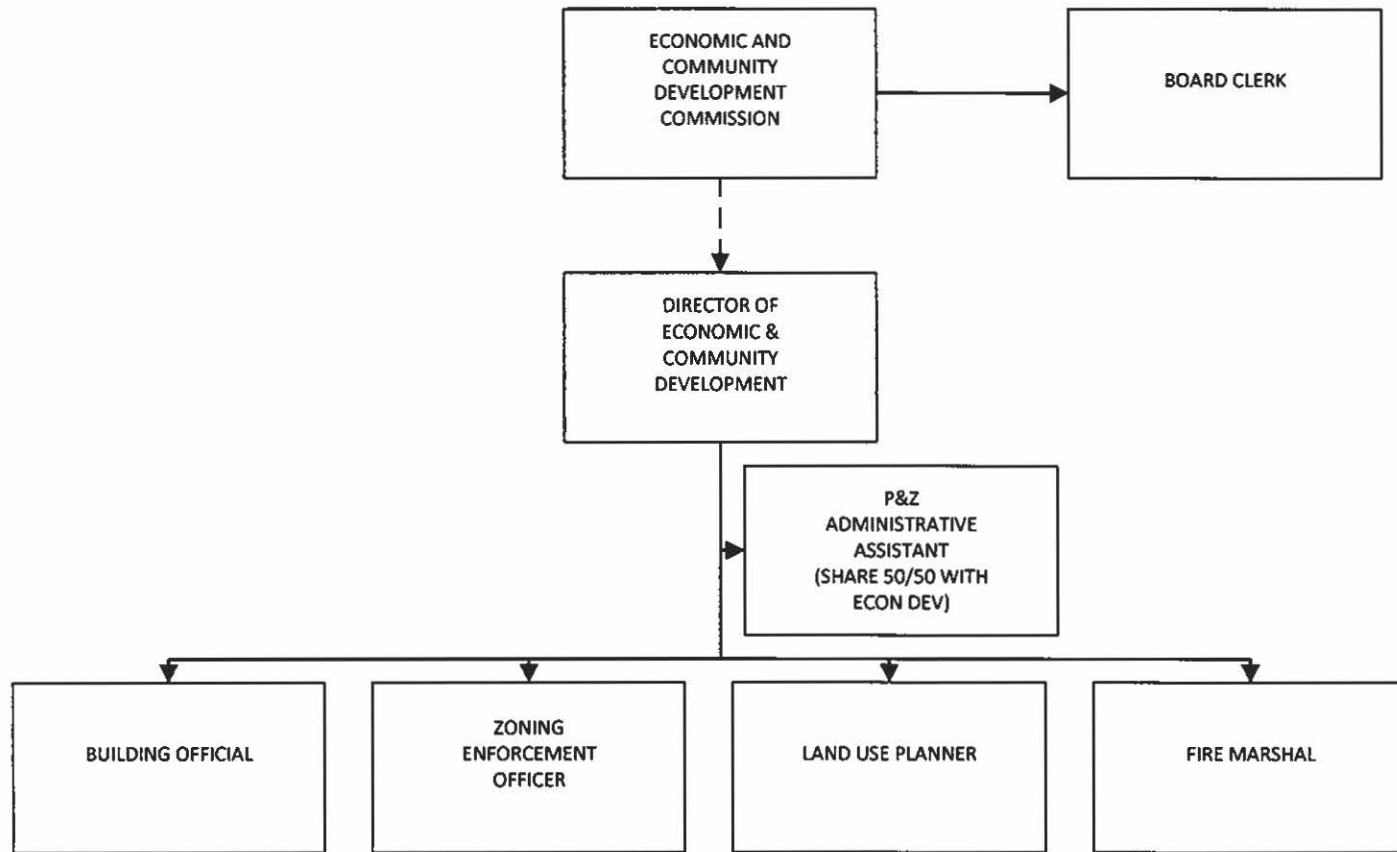 ECONOMIC AND
COMMUNITY
DEVELOPMENT
COMMISSION
BOARD CLERK
DIRECTOR OF
ECONOMIC &
COMMUNITY
DEVELOPMENT
P&Z
ADMINISTRATIVE
ASSISTANT
(SHARE 50/50 WITH
ECON DEV)
BUILDING OFFICIAL
ZONING
ENFORCEMENT
OFFICER
LAND USE PLANNER
FIRE MARSHAL